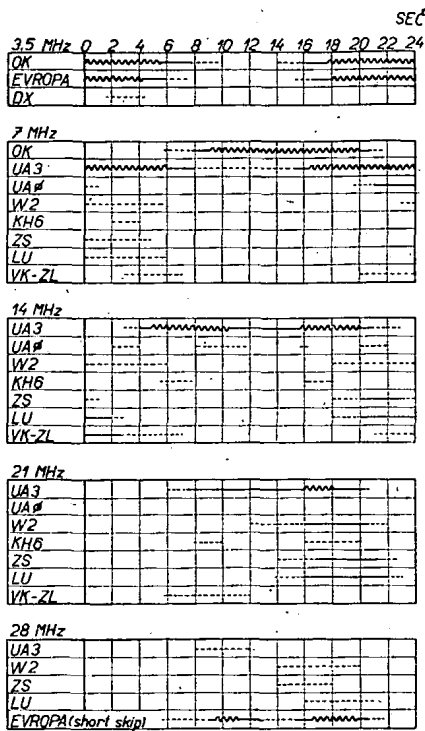 SEČ
3,5 MHz 0 2 4 6 8 10 12 14 16 18 20 22 24
OK
EVROPA
DX
7 MHz
OK
UA3
UAØ
W2
KH6
ZS
LU
VK-ZL
14 MHz
UA3
UAØ
W2
KH6
ZS
LU
VK-ZL
21 MHz
UA3
UAØ
W2
KH6
ZS
LU
VK-ZL
28 MHz
UA3
W2
ZS
LU
EVROPA (short skip)